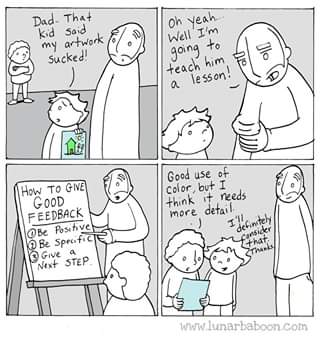 Dad.. That
kid said
my artwork
sucked!
Oh yeah..
Well I'm
going to
teach him
a lesson!
How TO GIVE
GOOD
FEEDBACK
① Be Positive
② Be Specific
③ Give a
Next STEP.
Good use of
color, but I
think it needs
more detail.
I'll
definitely
consider
that.
Thanks.
www.lunarbaboon.com